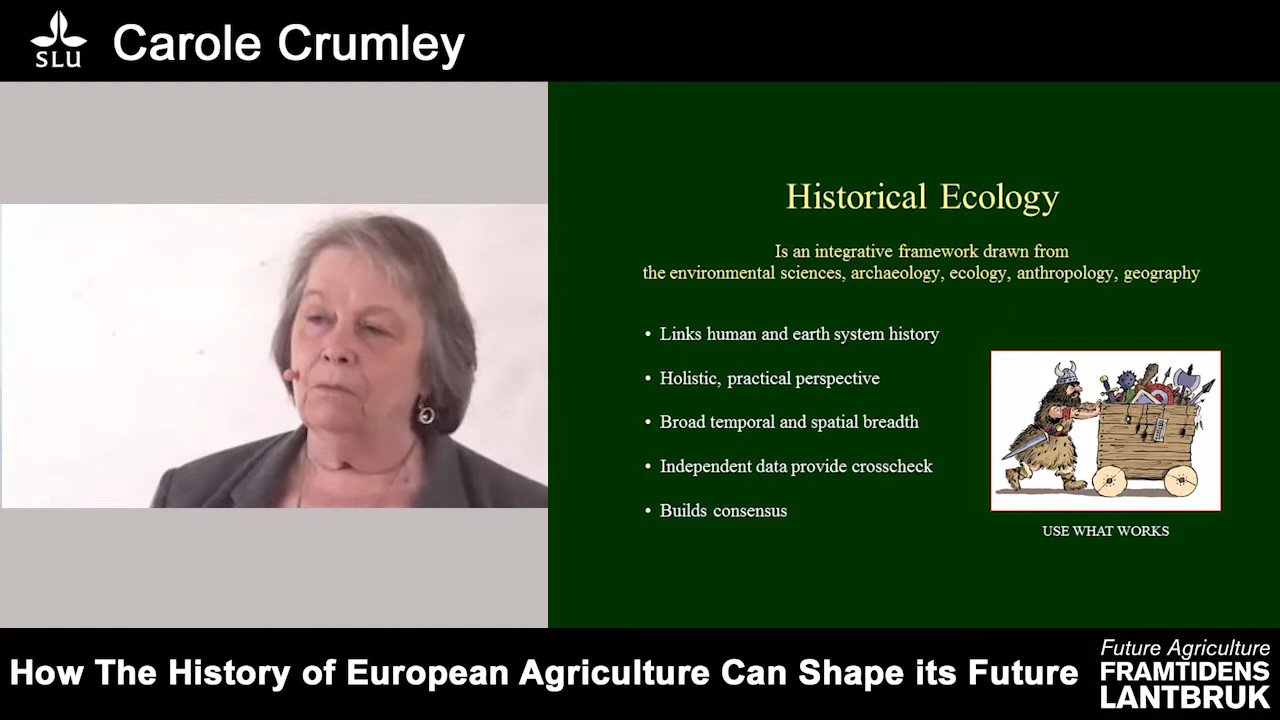 SLU
Carole Crumley
Historical Ecology
Is an integrative framework drawn from
the environmental sciences, archaeology, ecology, anthropology, geography
• Links human and earth system history
• Holistic, practical perspective
• Broad temporal and spatial breadth
• Independent data provide crosscheck
• Builds consensus
USE WHAT WORKS
How The History of European Agriculture Can Shape its Future
Future Agriculture
FRAMTIDENS
LANTBRUK